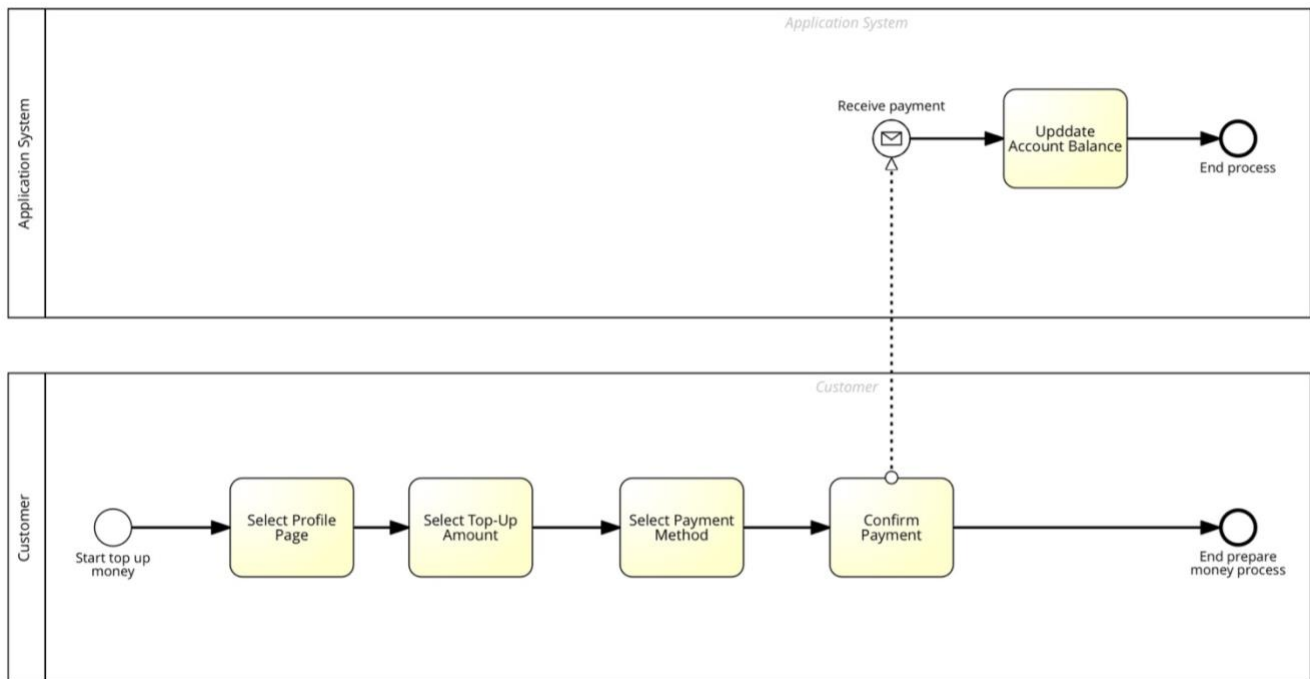 Application System
Application System
Receive payment
Upddate
Account Balance
End process
Customer
Customer
Start top up
money
Select Profile
Page
Select Top-Up
Amount
Select Payment
Method
Confirm
Payment
End prepare
money process